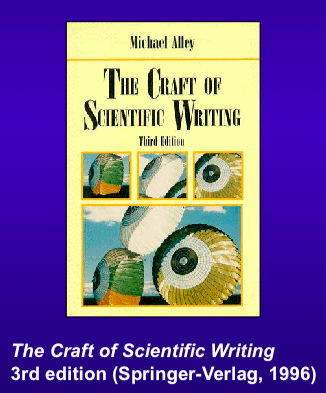 Michael Alley
THE CRAFT OF
SCIENTIFIC WRITING
Third Edition
The Craft of Scientific Writing
3rd edition (Springer-Verlag, 1996)